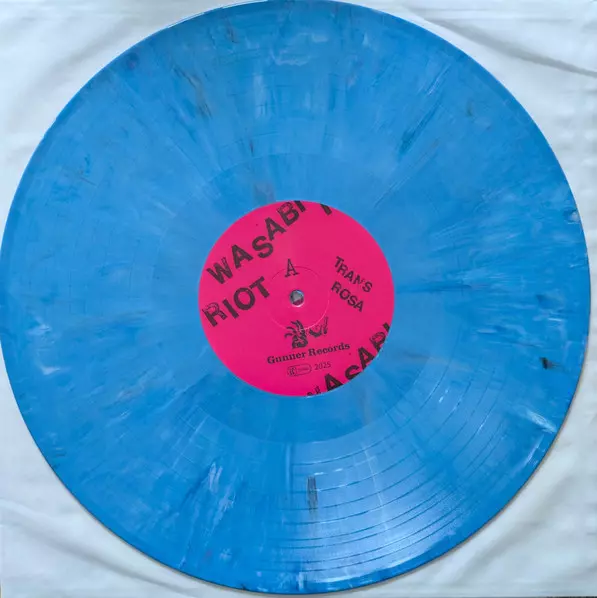 WASABI
RIOT
A
TRANS
ROSA
Gunner Records
2025
WASABI